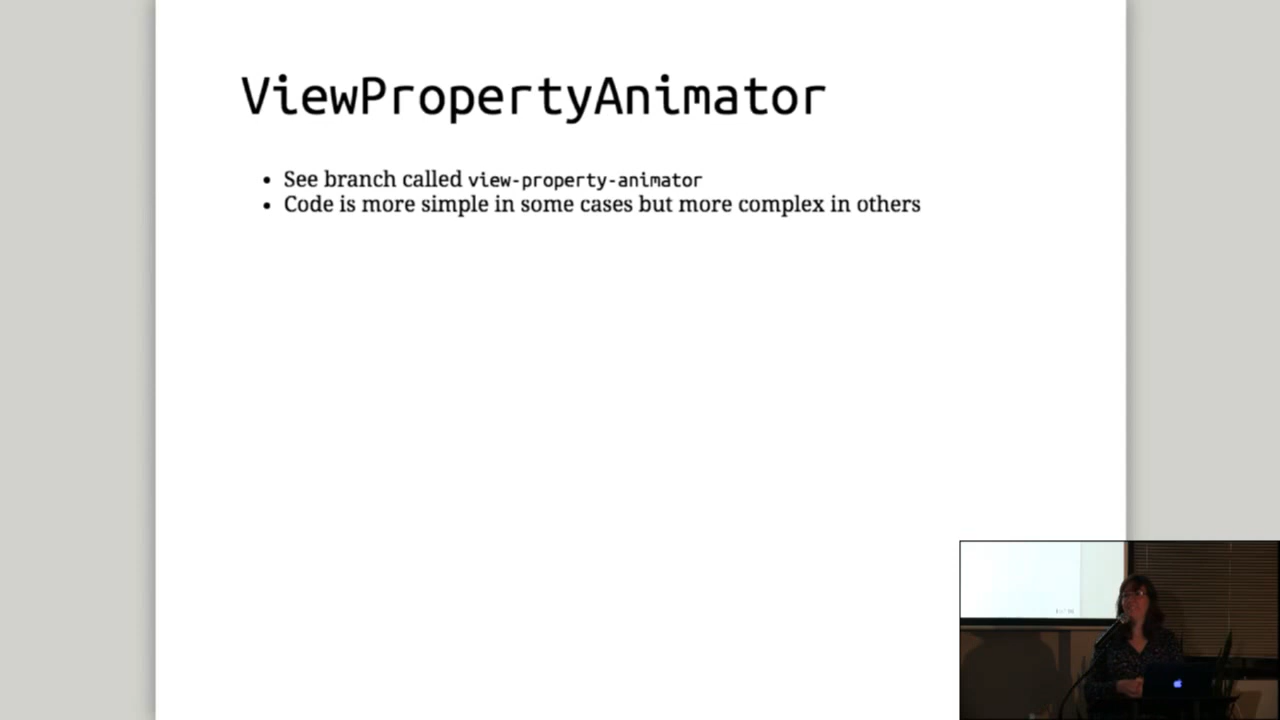 ViewPropertyAnimator
• See branch called view-property-animator
• Code is more simple in some cases but more complex in others